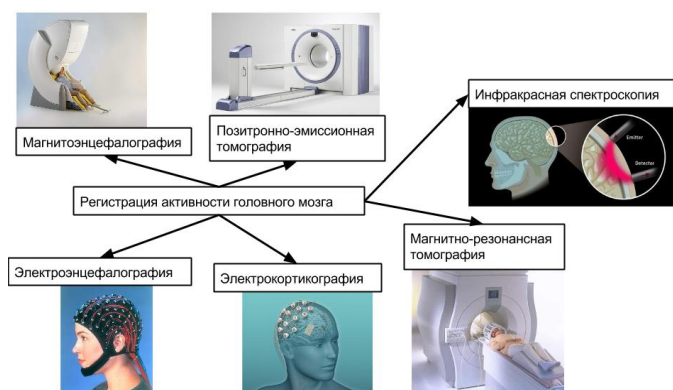 Магнитоэнцефалография
Позитронно-эмиссионная
томография
Инфракрасная спектроскопия
Emitter
Detector
Регистрация активности головного мозга
Электроэнцефалография
Электрокортикография
Магнитно-резонансная
томография